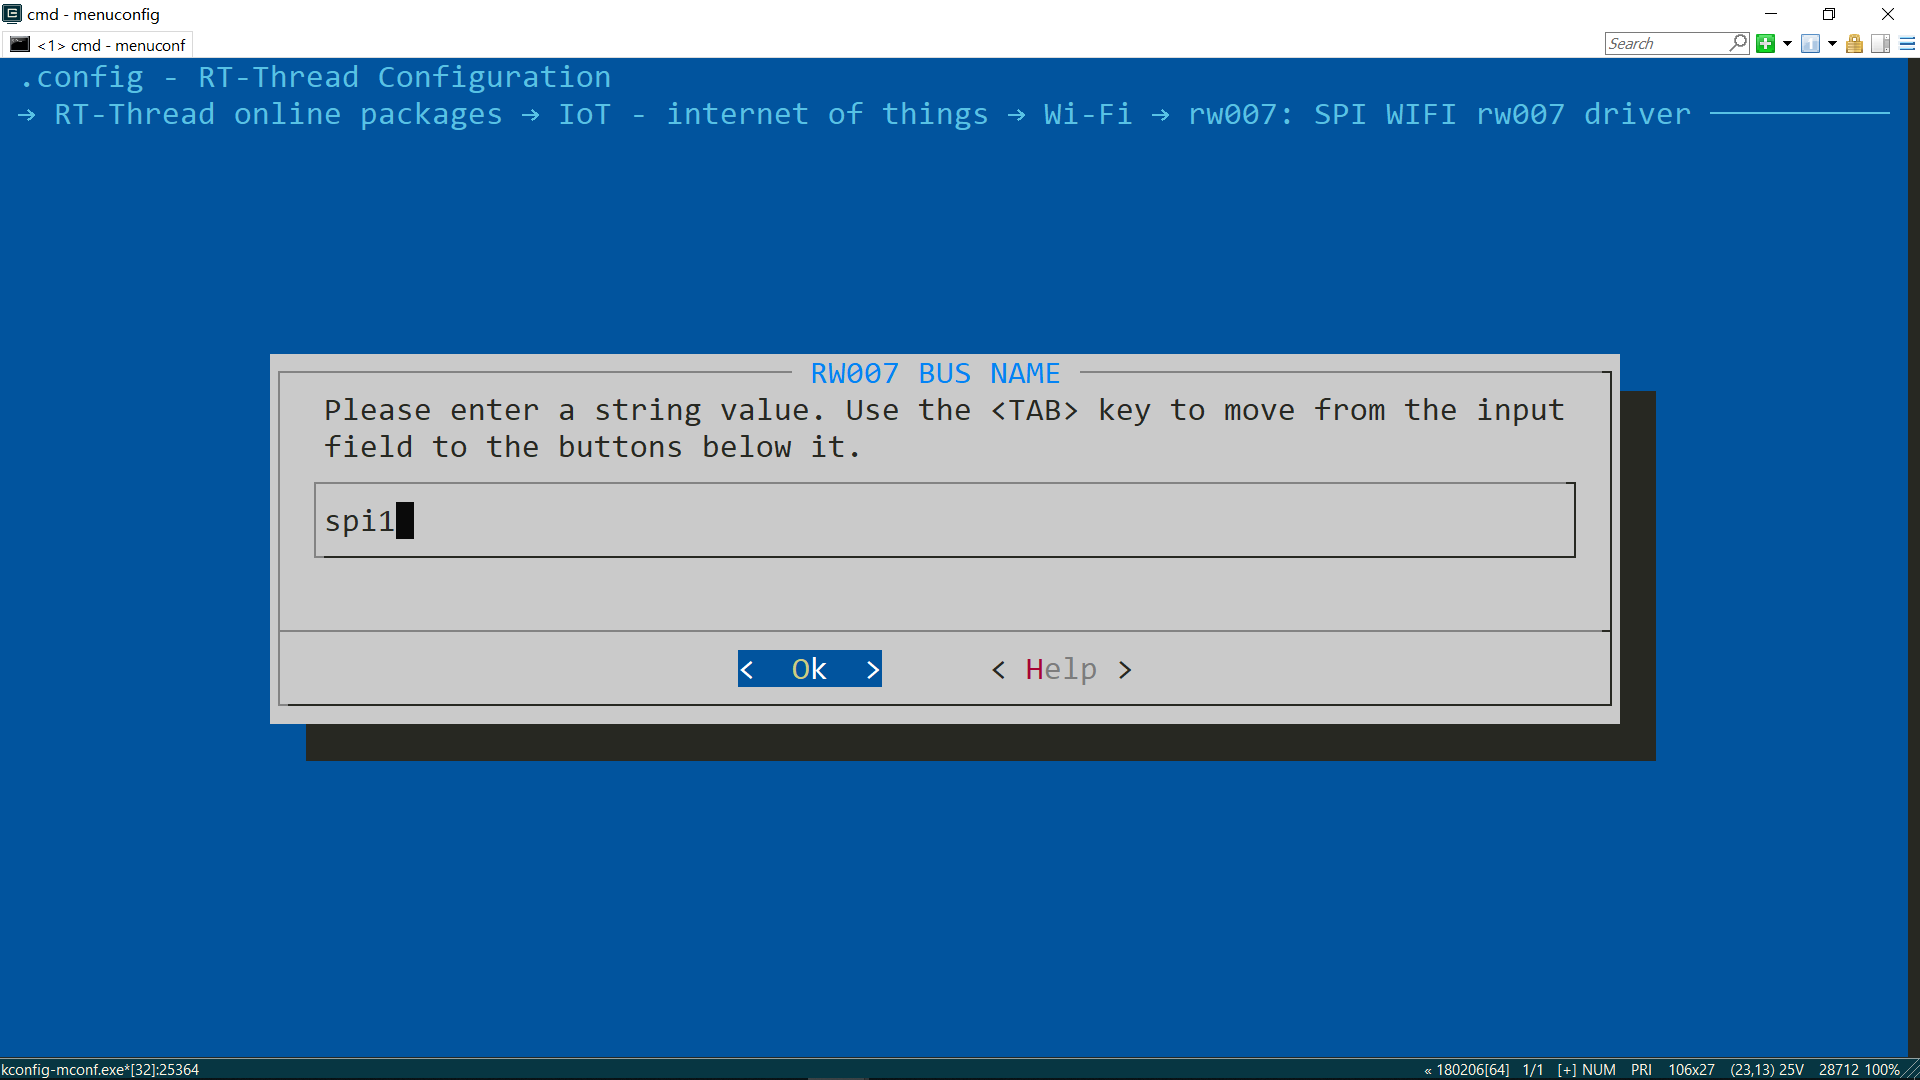 cmd - menuconfig
<1> cmd - menuconf
Search
.config - RT-Thread Configuration
→ RT-Thread online packages → IoT - internet of things → Wi-Fi → rw007: SPI WIFI rw007 driver
RW007 BUS NAME
Please enter a string value. Use the <TAB> key to move from the input
field to the buttons below it.
spi1
< Ok > < Help >
kconfig-mconf.exe*[32]:25364 « 180206[64] 1/1 [+] NUM PRI 106x27 (23,13) 25V 28712 100%